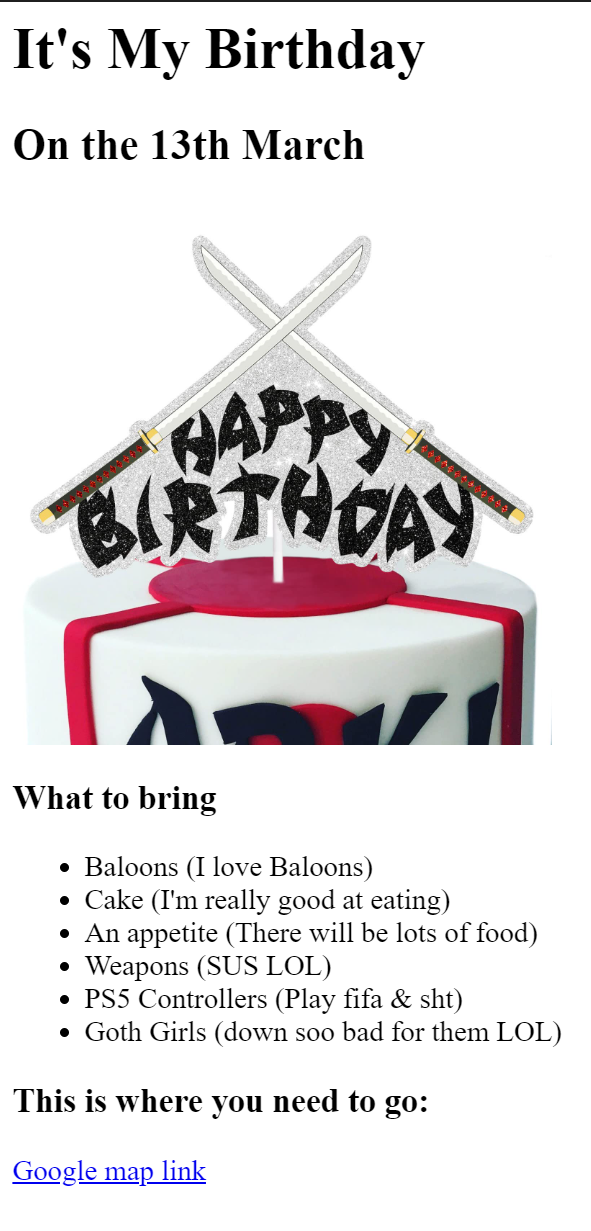 It's My Birthday
On the 13th March
HAPPY
BIRTHDAY
What to bring
Baloons (I love Baloons)
Cake (I'm really good at eating)
An appetite (There will be lots of food)
Weapons (SUS LOL)
PS5 Controllers (Play fifa & sht)
Goth Girls (down soo bad for them LOL)
This is where you need to go:
Google map link